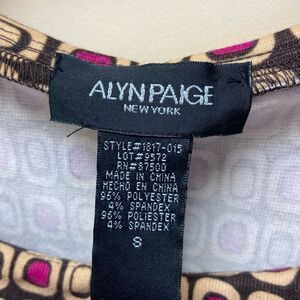 ALYN PAIGE
NEW YORK
STYLE#1817-015
LOT#9572
RN#87500
MADE IN CHINA
HECHO EN CHINA
96% POLYESTER
4% SPANDEX
96% POLIESTER
4% SPANDEX
S